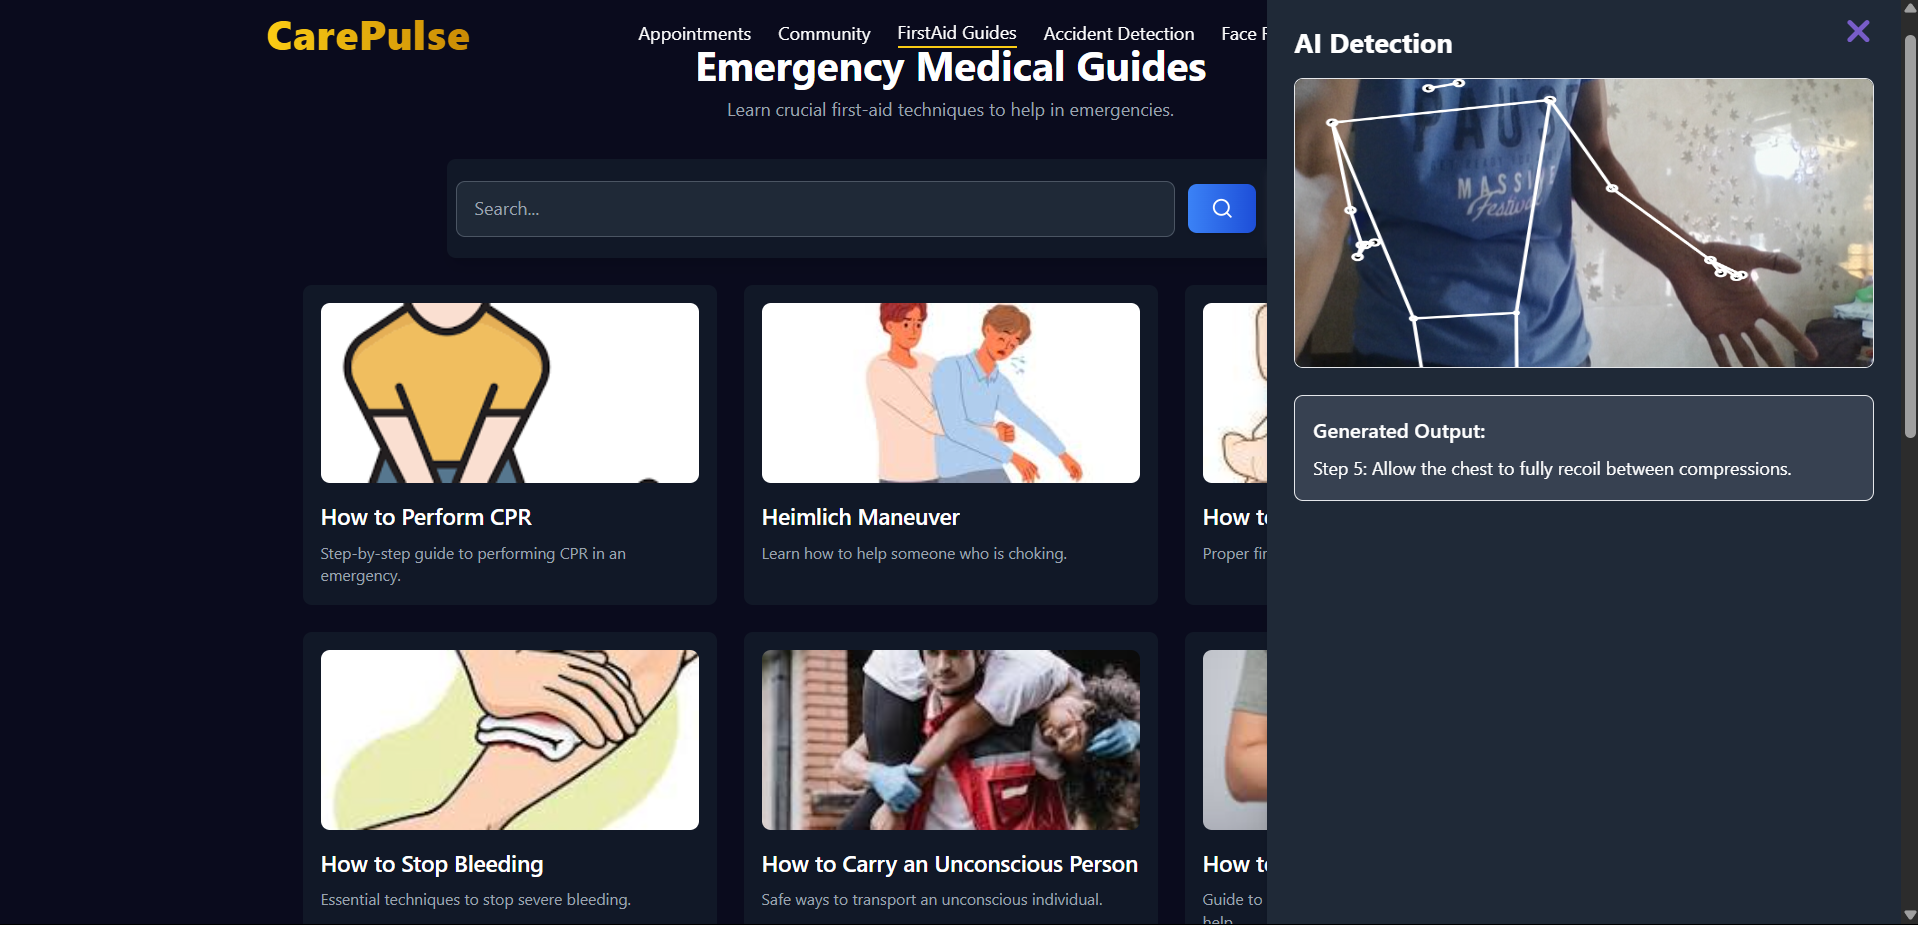 CarePulse
Appointments
Community
FirstAid Guides
Accident Detection
Face F
Emergency Medical Guides
Learn crucial first-aid techniques to help in emergencies.
Search...
How to Perform CPR
Step-by-step guide to performing CPR in an
emergency.
Heimlich Maneuver
Learn how to help someone who is choking.
How to
Proper fir
How to Stop Bleeding
Essential techniques to stop severe bleeding.
How to Carry an Unconscious Person
Safe ways to transport an unconscious individual.
How to
Guide to
help.
AI Detection
PAUS
MASSIVE
Festival
Generated Output:
Step 5: Allow the chest to fully recoil between compressions.